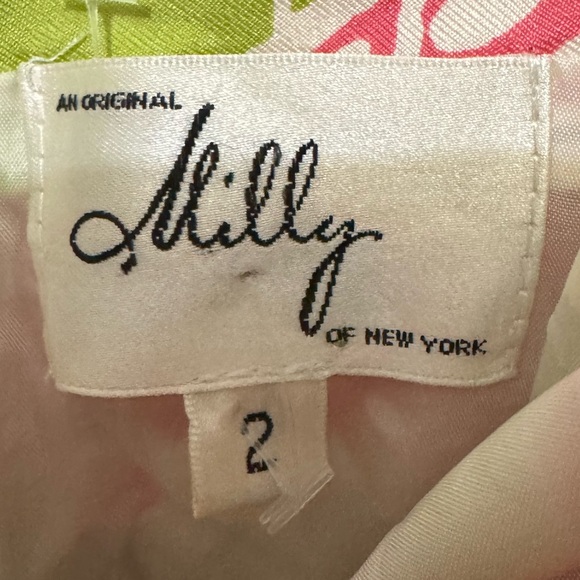 AN ORIGINAL
Milly
OF NEW YORK
2